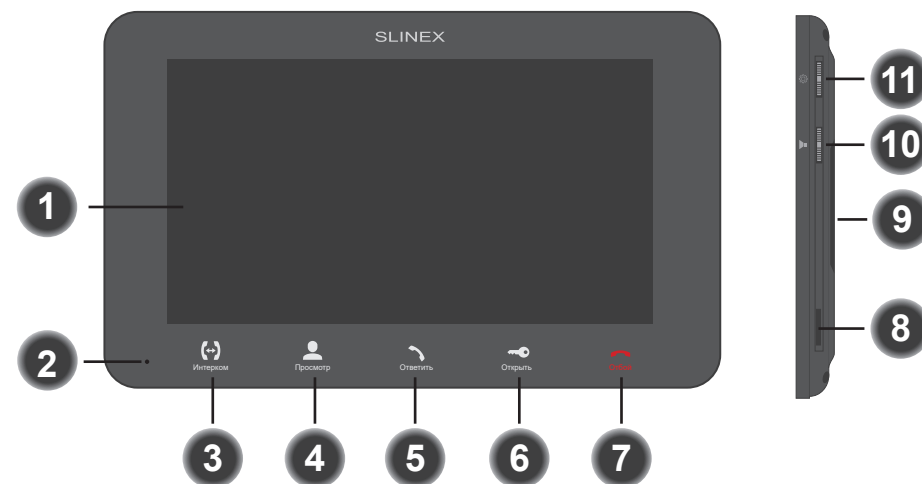 SLINEX
1
2
Интерком
Просмотр
Ответить
Открыть
3
4
5
6
7
11
10
9
8